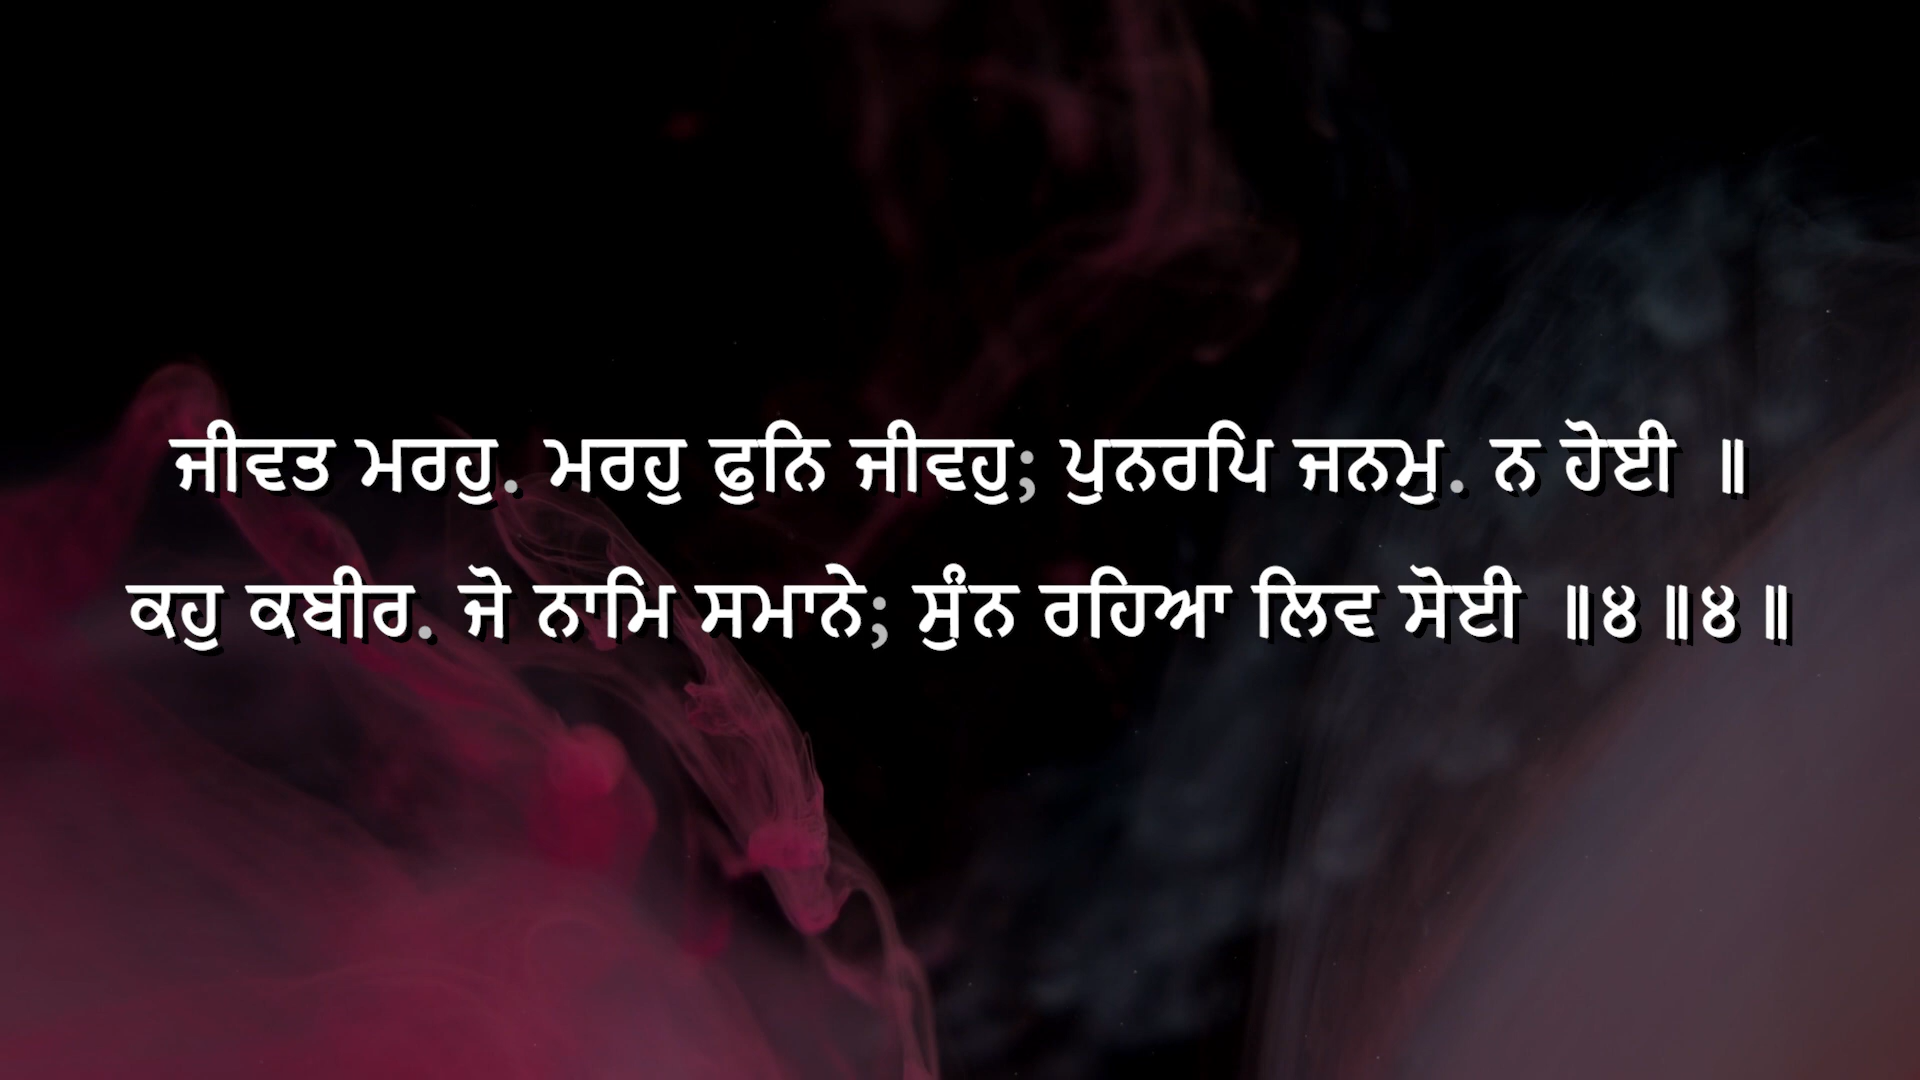 ਜੀਵਤ ਮਰਹੁ. ਮਰਹੁ ਫੁਨਿ ਜੀਵਹੁ; ਪੁਨਰਪਿ ਜਨਮੁ. ਨ ਹੋਈ ॥
ਕਹੁ ਕਬੀਰ. ਜੋ ਨਾਮਿ ਸਮਾਨੇ; ਸੁੰਨ ਰਹਿਆ ਲਿਵ ਸੋਈ ॥੪॥੪॥